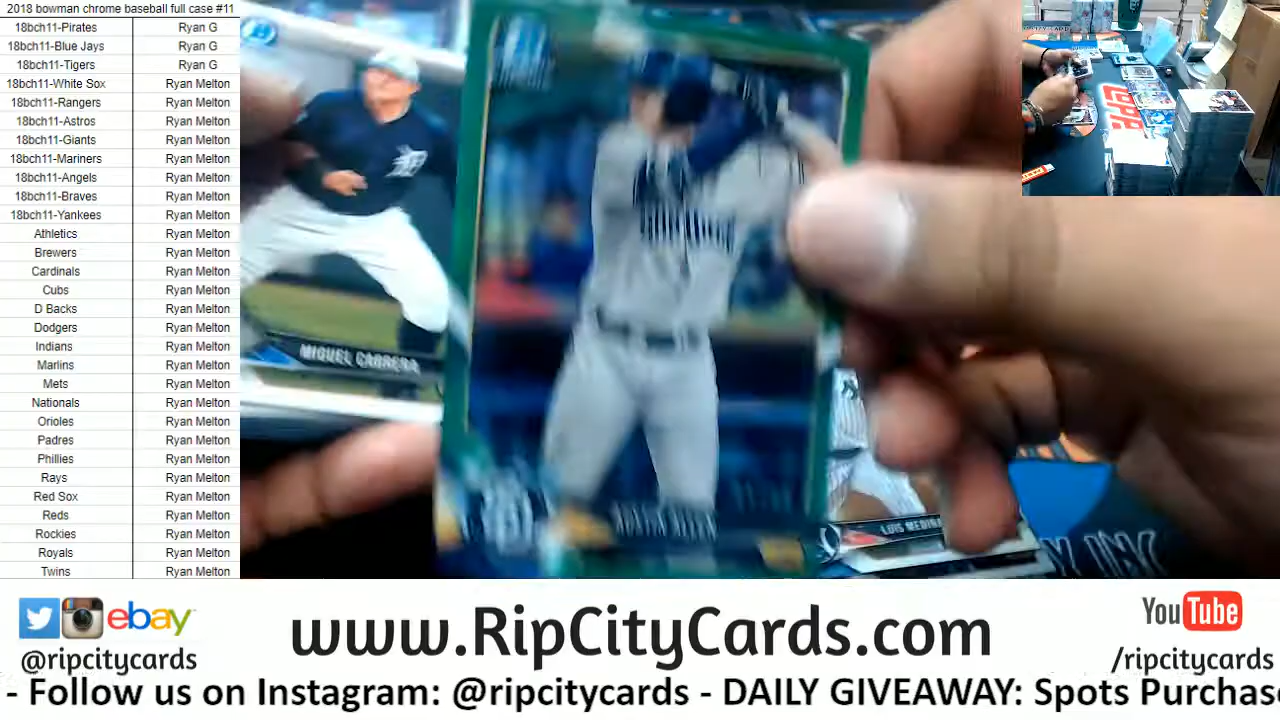 2018 bowman chrome baseball full case #11
18bch11-Pirates Ryan G
18bch11-Blue Jays Ryan G
18bch11-Tigers Ryan G
18bch11-White Sox Ryan Melton
18bch11-Rangers Ryan Melton
18bch11-Astros Ryan Melton
18bch11-Giants Ryan Melton
18bch11-Mariners Ryan Melton
18bch11-Angels Ryan Melton
18bch11-Braves Ryan Melton
18bch11-Yankees Ryan Melton
Athletics Ryan Melton
Brewers Ryan Melton
Cardinals Ryan Melton
Cubs Ryan Melton
D Backs Ryan Melton
Dodgers Ryan Melton
Indians Ryan Melton
Marlins Ryan Melton
Mets Ryan Melton
Nationals Ryan Melton
Orioles Ryan Melton
Padres Ryan Melton
Phillies Ryan Melton
Rays Ryan Melton
Red Sox Ryan Melton
Reds Ryan Melton
Rockies Ryan Melton
Royals Ryan Melton
Twins Ryan Melton
MIGUEL CABRERA
LUIS MEDINA
ebay
@ripcitycards
www.RipCityCards.com
YouTube
/ripcitycards
- Follow us on Instagram: @ripcitycards - DAILY GIVEAWAY: Spots Purchase